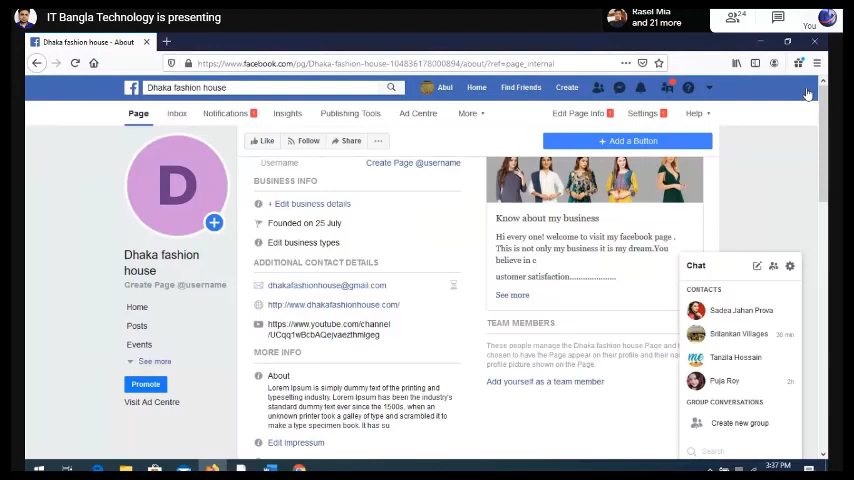 IT Bangla Technology is presenting
Rasel Mia
and 21 more
24
You
Dhaka fashion house - About
https://www.facebook.com/pg/Dhaka-fashion-house-104836178000894/about/?ref=page_internal
Dhaka fashion house
Abul
Home
Find Friends
Create
Page
Inbox
Notifications 1
Insights
Publishing Tools
Ad Centre
More
Edit Page Info 1
Settings 1
Help
Like
Follow
Share
+ Add a Button
D
Dhaka fashion
house
Create Page @username
Home
Posts
Events
See more
Promote
Visit Ad Centre
Username
Create Page @username
BUSINESS INFO
+ Edit business details
Founded on 25 July
Edit business types
ADDITIONAL CONTACT DETAILS
dhakafashionhouse@gmail.com
http://www.dhakafashionhouse.com/
https://www.youtube.com/channel
/UCqq1wBcbAQejvaezthmlgeg
MORE INFO
About
Lorem Ipsum is simply dummy text of the printing and
typesetting industry. Lorem Ipsum has been the industry's
standard dummy text ever since the 1500s, when an
unknown printer took a galley of type and scrambled it to
make a type specimen book. It has su
Edit Impressum
Know about my business
Hi every one! welcome to visit my facebook page .
This is not only my business it is my dream.You
believe in c
ustomer satisfaction
See more
TEAM MEMBERS
These people manage the Dhaka fashion house Page and
chosen to have the Page appear on their profile and their
picture shown on the Page.
Add yourself as a team member
Chat
CONTACTS
Sadea Jahan Prova
Srilankan Villages
36 min
Tanzila Hossain
Puja Roy
2h
GROUP CONVERSATIONS
Create new group
Search
3:37 PM